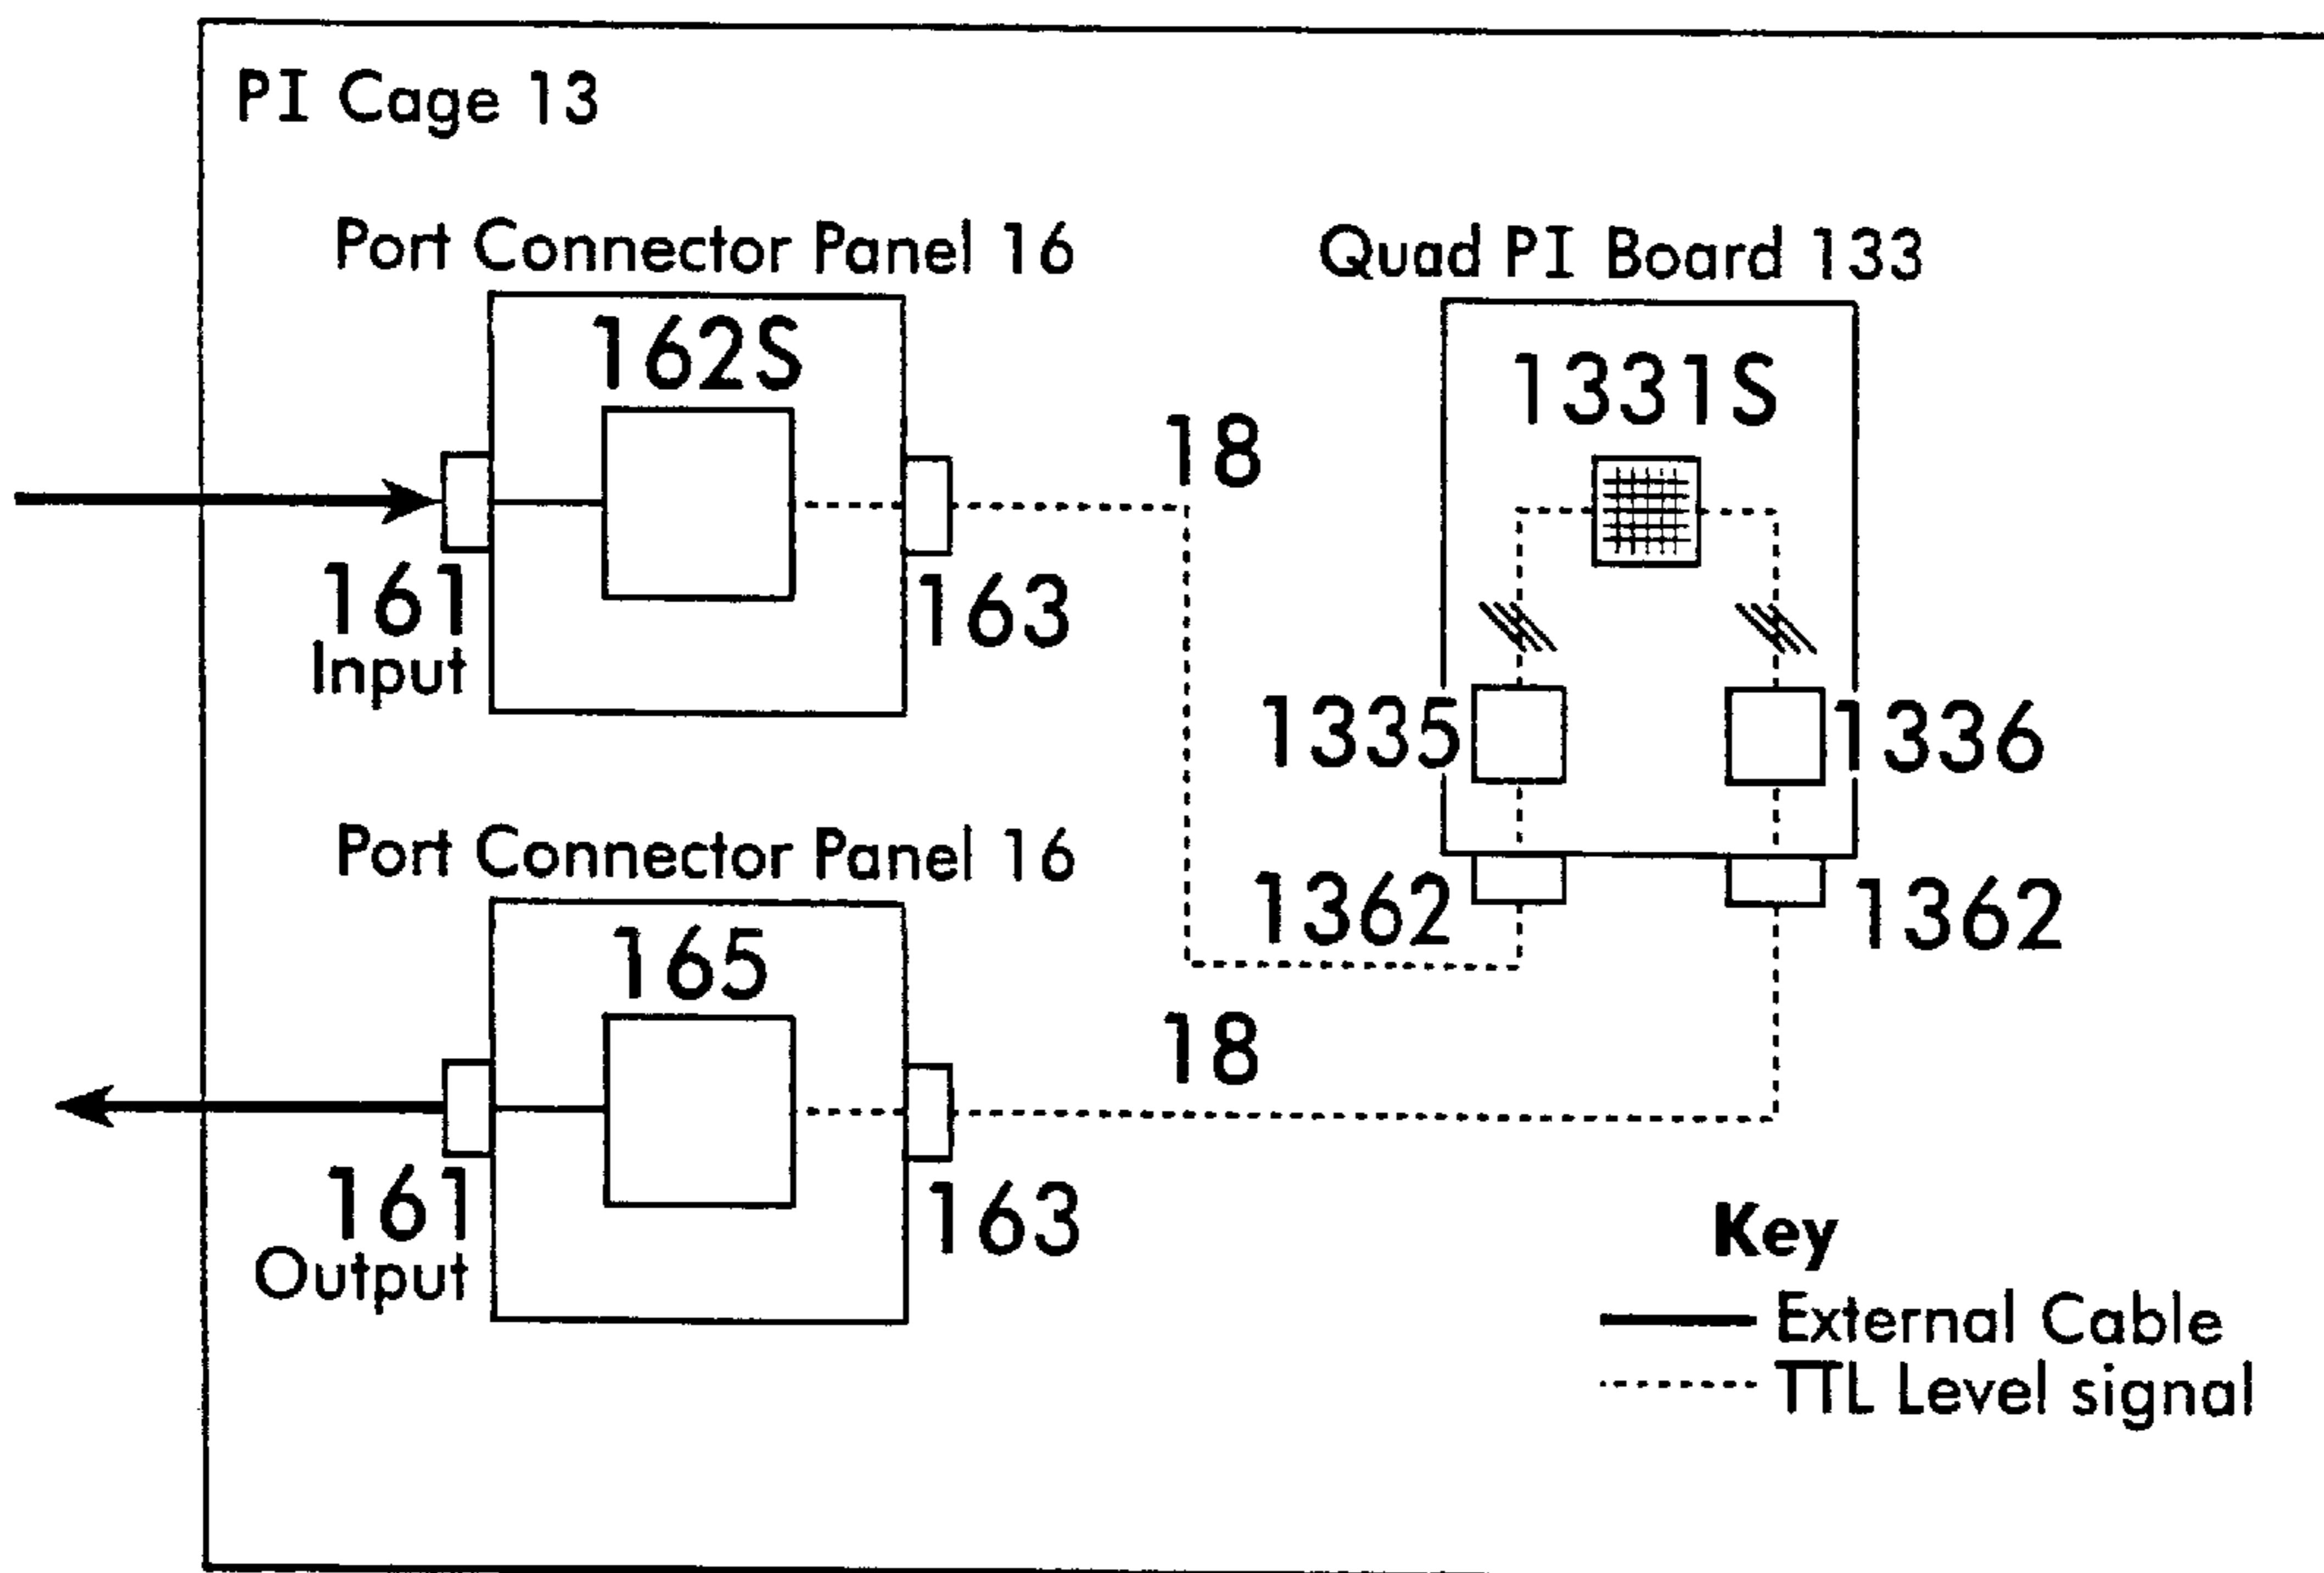 PI Cage 13
Port Connector Panel 16
Quad PI Board 133
162S
1331S
18
161
Input
163
1335
1336
1362
1362
Port Connector Panel 16
165
18
161
Output
163
Key
External Cable
TTL Level signal